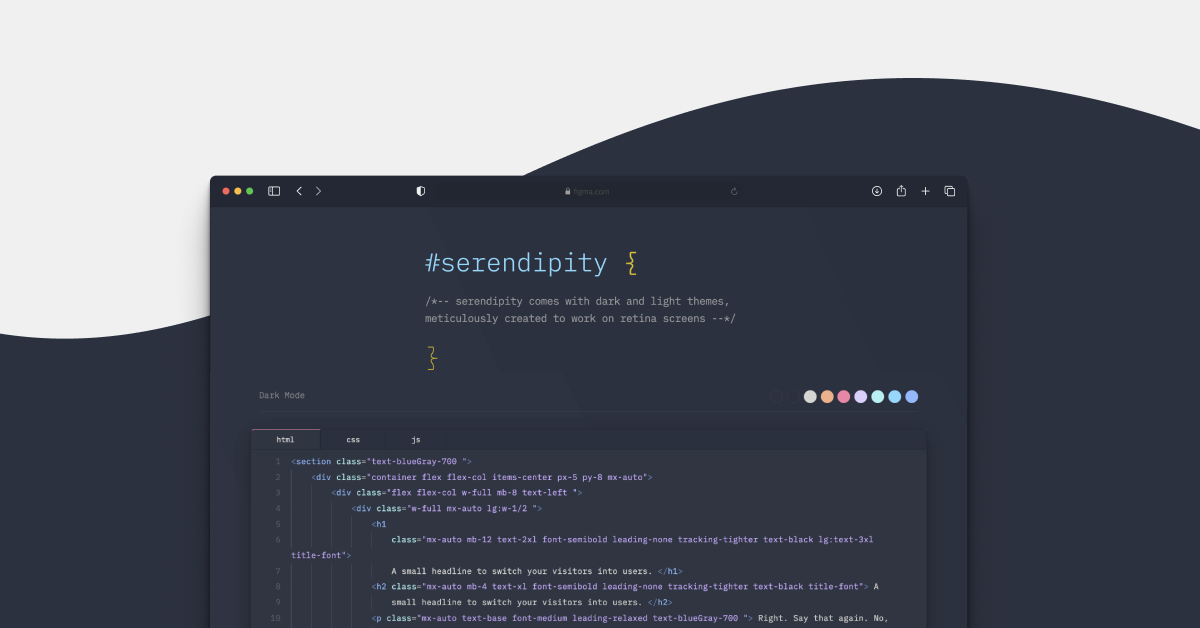 figma.com
#serendipity {
/*-- serendipity comes with dark and light themes,
meticulously created to work on retina screens --*/
}
Dark Mode
html css js
1 <section class="text-blueGray-700 ">
2 <div class="container flex flex-col items-center px-5 py-8 mx-auto">
3 <div class="flex flex-col w-full mb-8 text-left ">
4 <div class="w-full mx-auto lg:w-1/2 ">
5 <h1
6 class="mx-auto mb-12 text-2xl font-semibold leading-none tracking-tighter text-black lg:text-3xl
title-font">
7 A small headline to switch your visitors into users. </h1>
8 <h2 class="mx-auto mb-4 text-xl font-semibold leading-none tracking-tighter text-black title-font"> A
9 small headline to switch your visitors into users. </h2>
10 <p class="mx-auto text-base font-medium leading-relaxed text-blueGray-700 "> Right. Say that again. No,